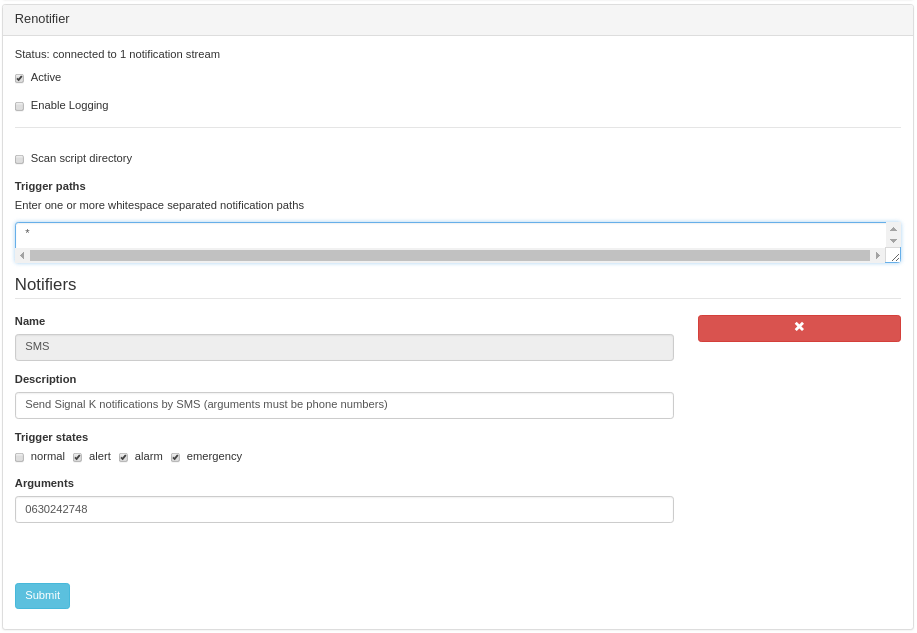 Renotifier
Status: connected to 1 notification stream
Active
Enable Logging
Scan script directory
Trigger paths
Enter one or more whitespace separated notification paths
*
Notifiers
Name
SMS
Description
Send Signal K notifications by SMS (arguments must be phone numbers)
Trigger states
normal alert alarm emergency
Arguments
0630242748
Submit